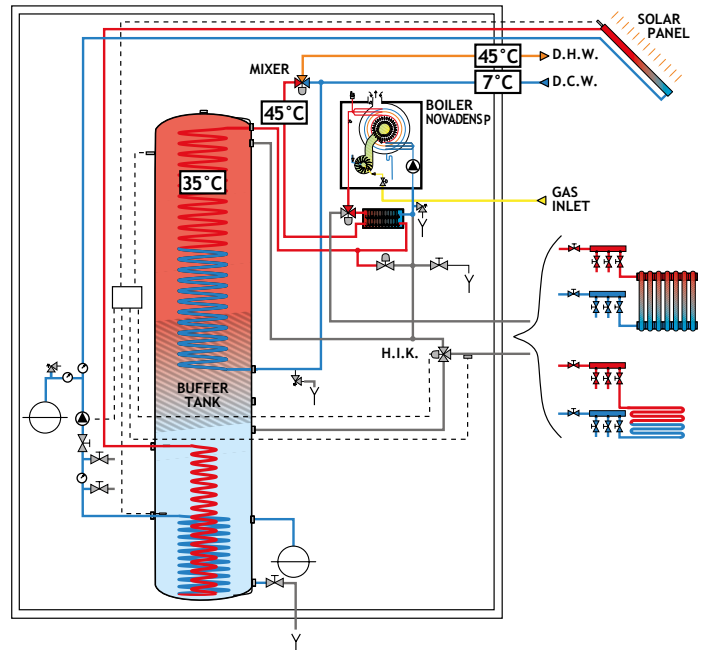 SOLAR
PANEL
45°C
D.H.W.
7°C
D.C.W.
MIXER
45°C
BOILER
NOVADENS P
35°C
GAS
INLET
H.I.K.
BUFFER
TANK